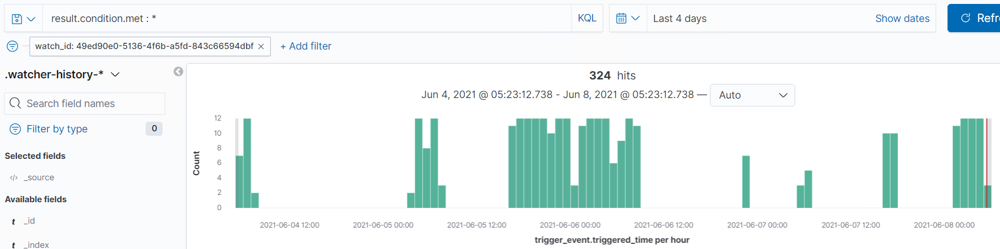 result.condition.met : * KQL Last 4 days Show dates Refr
watch_id: 49ed90e0-5136-4f6b-a5fd-843c66594dbf × + Add filter
.watcher-history-*
324 hits
Jun 4, 2021 @ 05:23:12.738 - Jun 8, 2021 @ 05:23:12.738 — Auto
Search field names
Filter by type 0
Selected fields
</> _source
Available fields
t _id
t _index
Count
12
10
8
6
4
2
0
2021-06-04 12:00 2021-06-05 00:00 2021-06-05 12:00 2021-06-06 00:00 2021-06-06 12:00 2021-06-07 00:00 2021-06-07 12:00 2021-06-08 00:00
trigger_event.triggered_time per hour